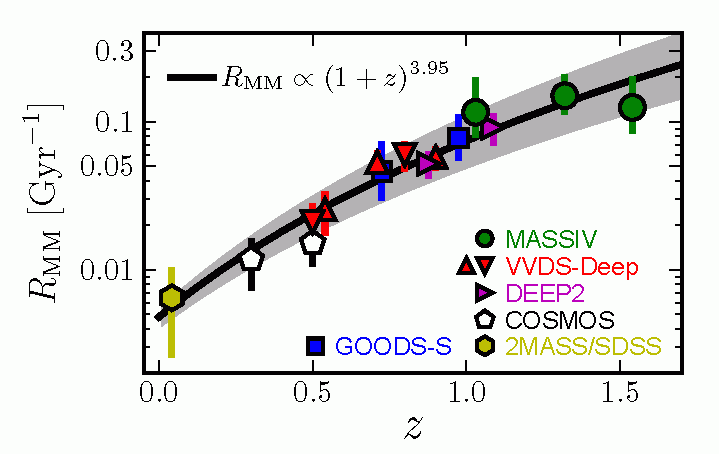 0.3
R_MM ∝ (1 + z)^3.95
0.1
0.05
R_MM [Gyr^−1]
0.01
MASSIV
VVDS-Deep
DEEP2
COSMOS
GOODS-S 2MASS/SDSS
0.0 0.5 1.0 1.5
z